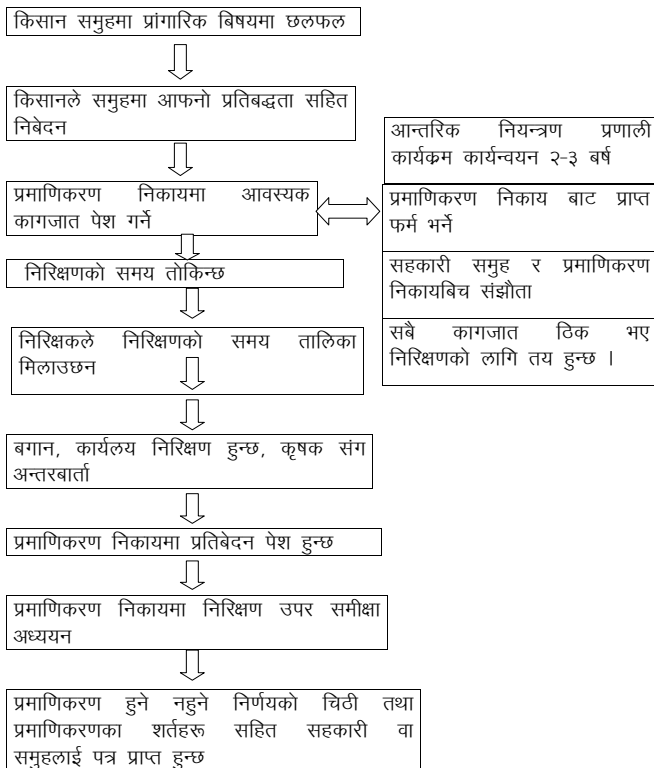 किसान समुहमा प्रांगारिक बिषयमा छलफल
किसानले समुहमा आफनो प्रतिबद्धता सहित
निबेदन
प्रमाणिकरण निकायमा आवस्यक
कागजात पेश गर्ने
आन्तरिक नियन्त्रण प्रणाली
कार्यक्रम कार्यन्वयन २-३ बर्ष
प्रमाणिकरण निकाय बाट प्राप्त
फर्म भर्ने
सहकारी समुह र प्रमाणिकरण
निकायबिच संझौता
सबै कागजात ठिक भए
निरिक्षणको लागि तय हुन्छ ।
निरिक्षणको समय तोकिन्छ
निरिक्षकले निरिक्षणको समय तालिका
मिलाउछन
बगान, कार्यलय निरिक्षण हुन्छ, कृषक संग
अन्तरबार्ता
प्रमाणिकरण निकायमा प्रतिबेदन पेश हुन्छ
प्रमाणिकरण निकायमा निरिक्षण उपर समीक्षा
अध्ययन
प्रमाणिकरण हुने नहुने निर्णयको चिठी तथा
प्रमाणिकरणका शर्तहरू सहित सहकारी वा
समुहलाई पत्र प्राप्त हुन्छ